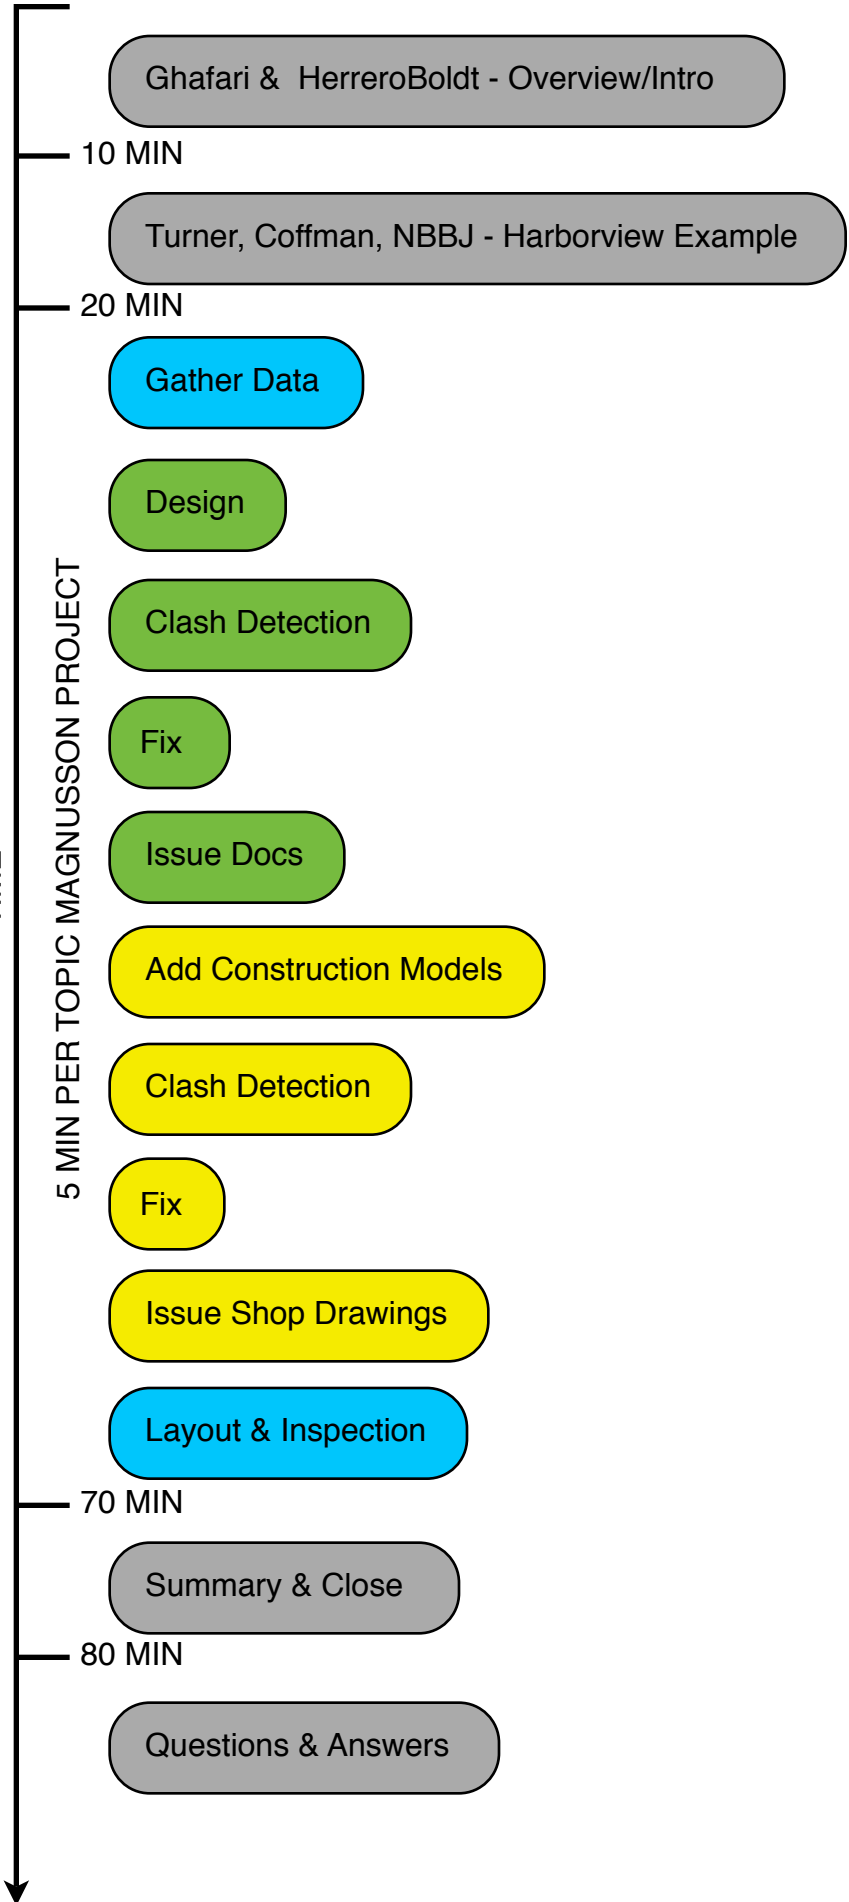 Ghafari &  HerreroBoldt - Overview/Intro
10 MIN
Turner, Coffman, NBBJ - Harborview Example
20 MIN
Gather Data
Design
Clash Detection
5 MIN PER TOPIC MAGNUSSON PROJECT
Fix
Issue Docs
Add Construction Models
Clash Detection
Fix
Issue Shop Drawings
Layout & Inspection
70 MIN
Summary & Close
80 MIN
Questions & Answers